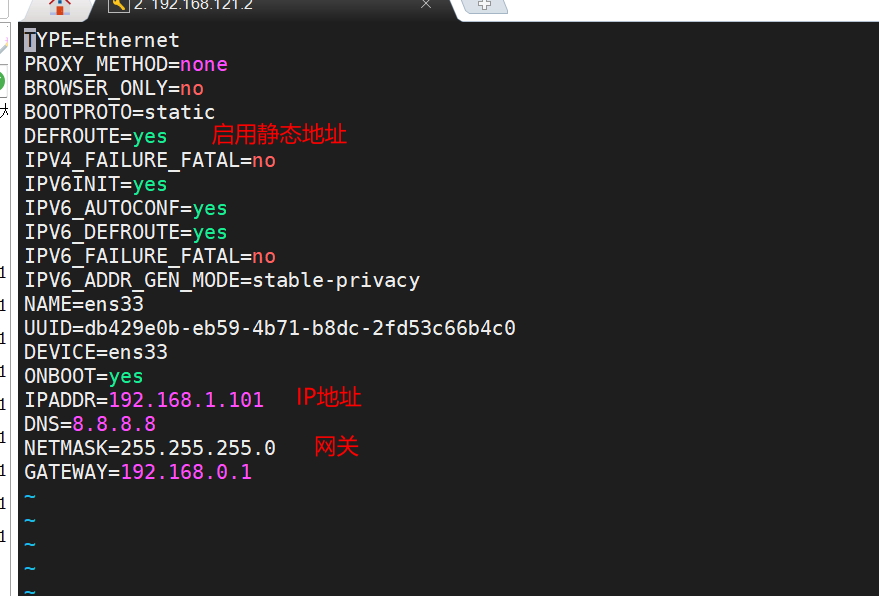 2. 192.168.121.2
TYPE=Ethernet
PROXY_METHOD=none
BROWSER_ONLY=no
BOOTPROTO=static
DEFROUTE=yes 启用静态地址
IPV4_FAILURE_FATAL=no
IPV6INIT=yes
IPV6_AUTOCONF=yes
IPV6_DEFROUTE=yes
IPV6_FAILURE_FATAL=no
IPV6_ADDR_GEN_MODE=stable-privacy
NAME=ens33
UUID=db429e0b-eb59-4b71-b8dc-2fd53c66b4c0
DEVICE=ens33
ONBOOT=yes
IPADDR=192.168.1.101 IP地址
DNS=8.8.8.8
NETMASK=255.255.255.0 网关
GATEWAY=192.168.0.1
~
~
~
~
~